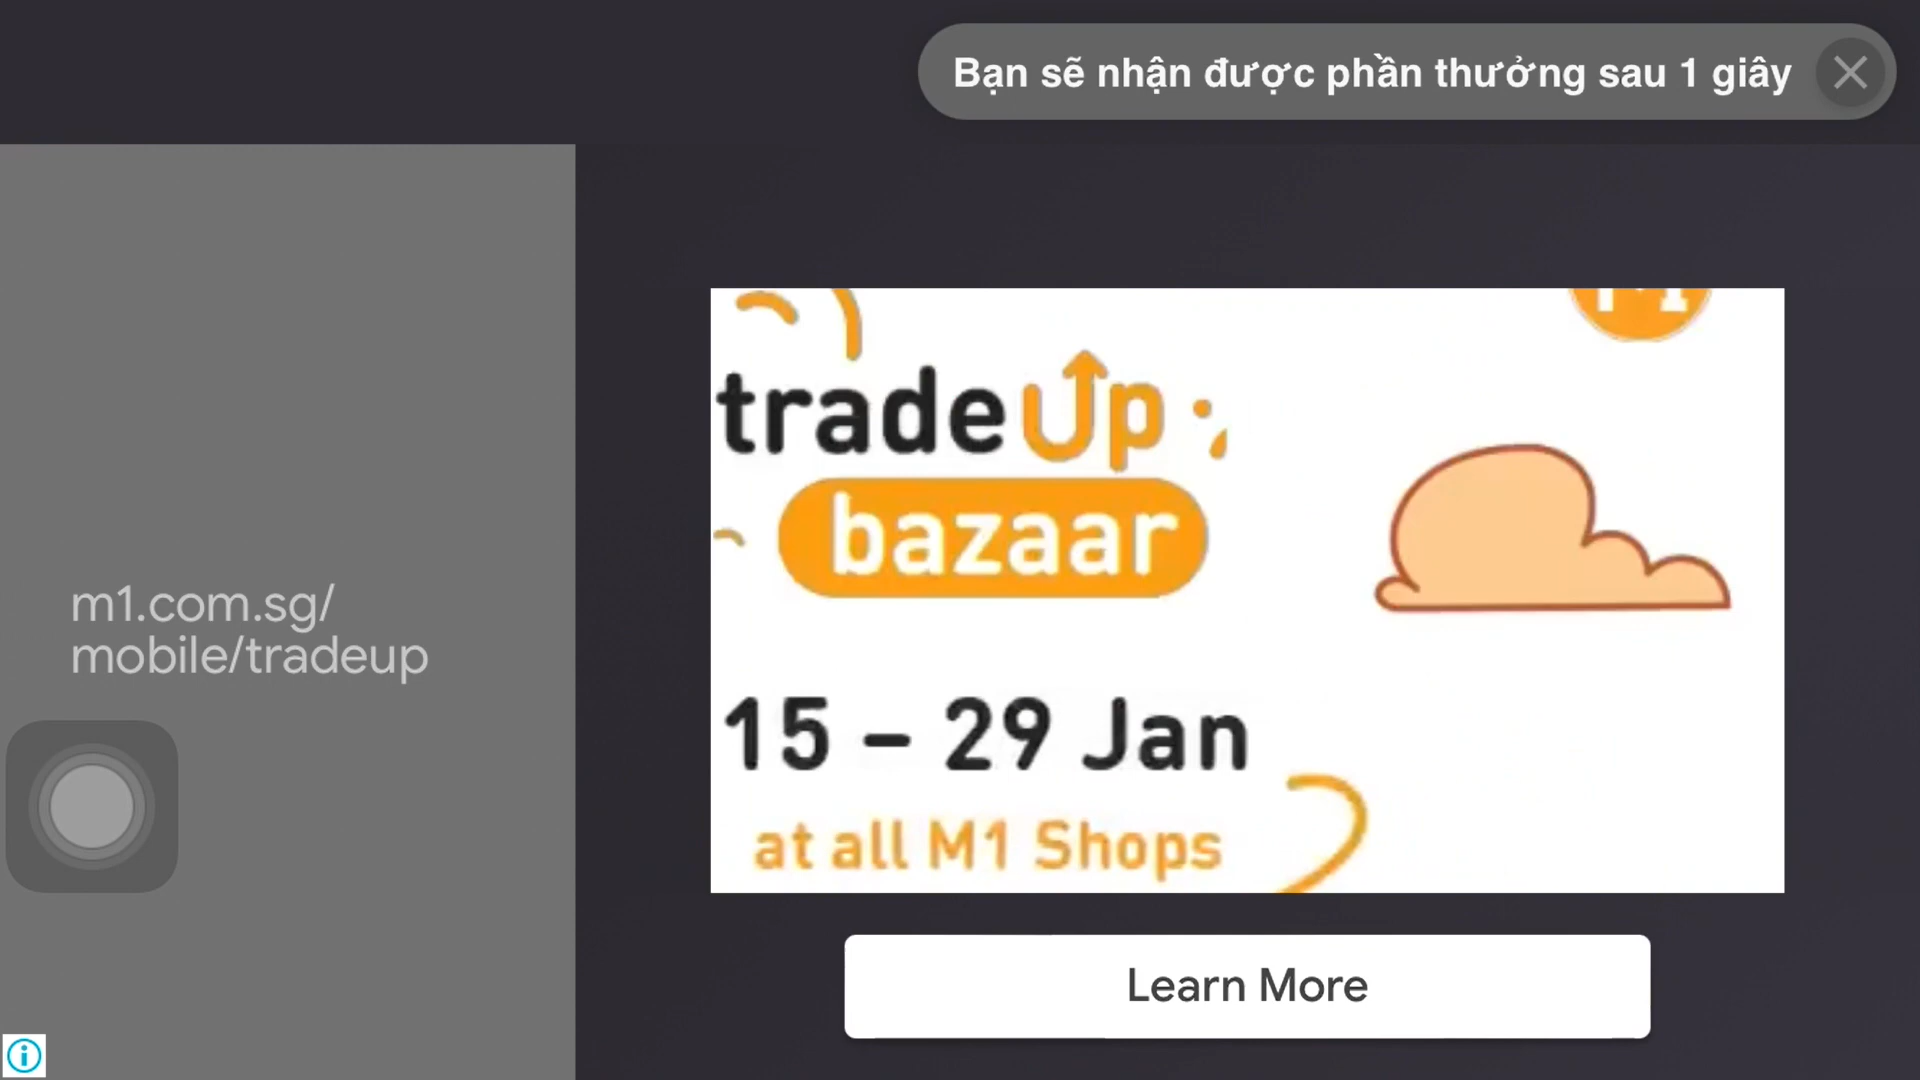 Bạn sẽ nhận được phần thưởng sau 1 giây
m1.com.sg/
mobile/tradeup
tradeUp
bazaar
15 – 29 Jan
at all M1 Shops
Learn More